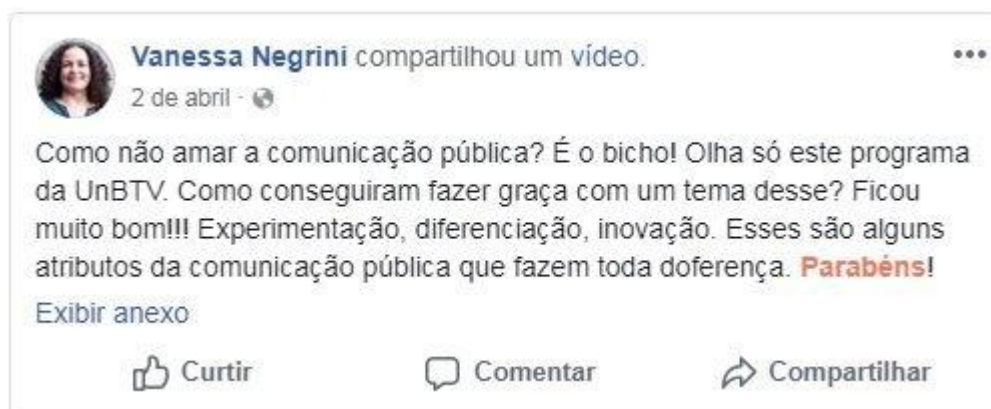 Vanessa Negrini compartilhou um vídeo.
2 de abril ·
Como não amar a comunicação pública? É o bicho! Olha só este programa
da UnBTV. Como conseguiram fazer graça com um tema desse? Ficou
muito bom!!! Experimentação, diferenciação, inovação. Esses são alguns
atributos da comunicação pública que fazem toda doferença. Parabéns!
Exibir anexo
Curtir Comentar Compartilhar